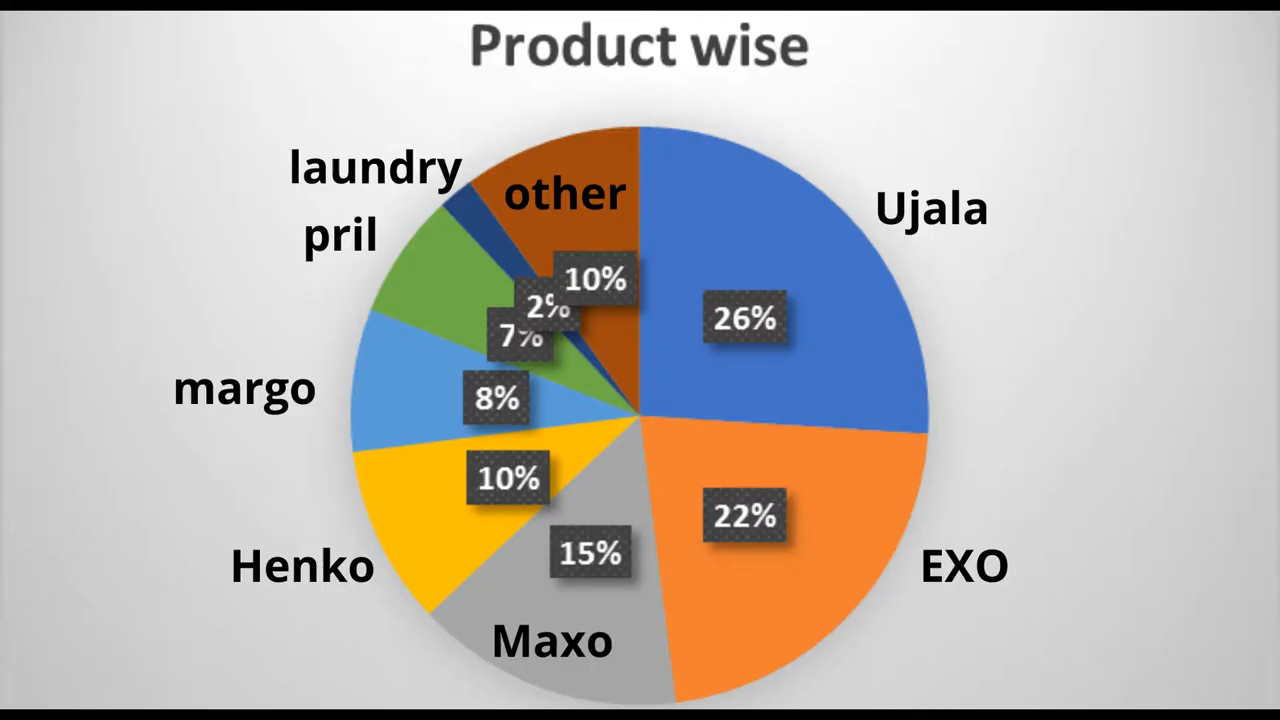 Product wise
laundry
other
pril
Ujala
10%
2%
26%
7%
margo
8%
10%
22%
15%
Henko
EXO
Maxo